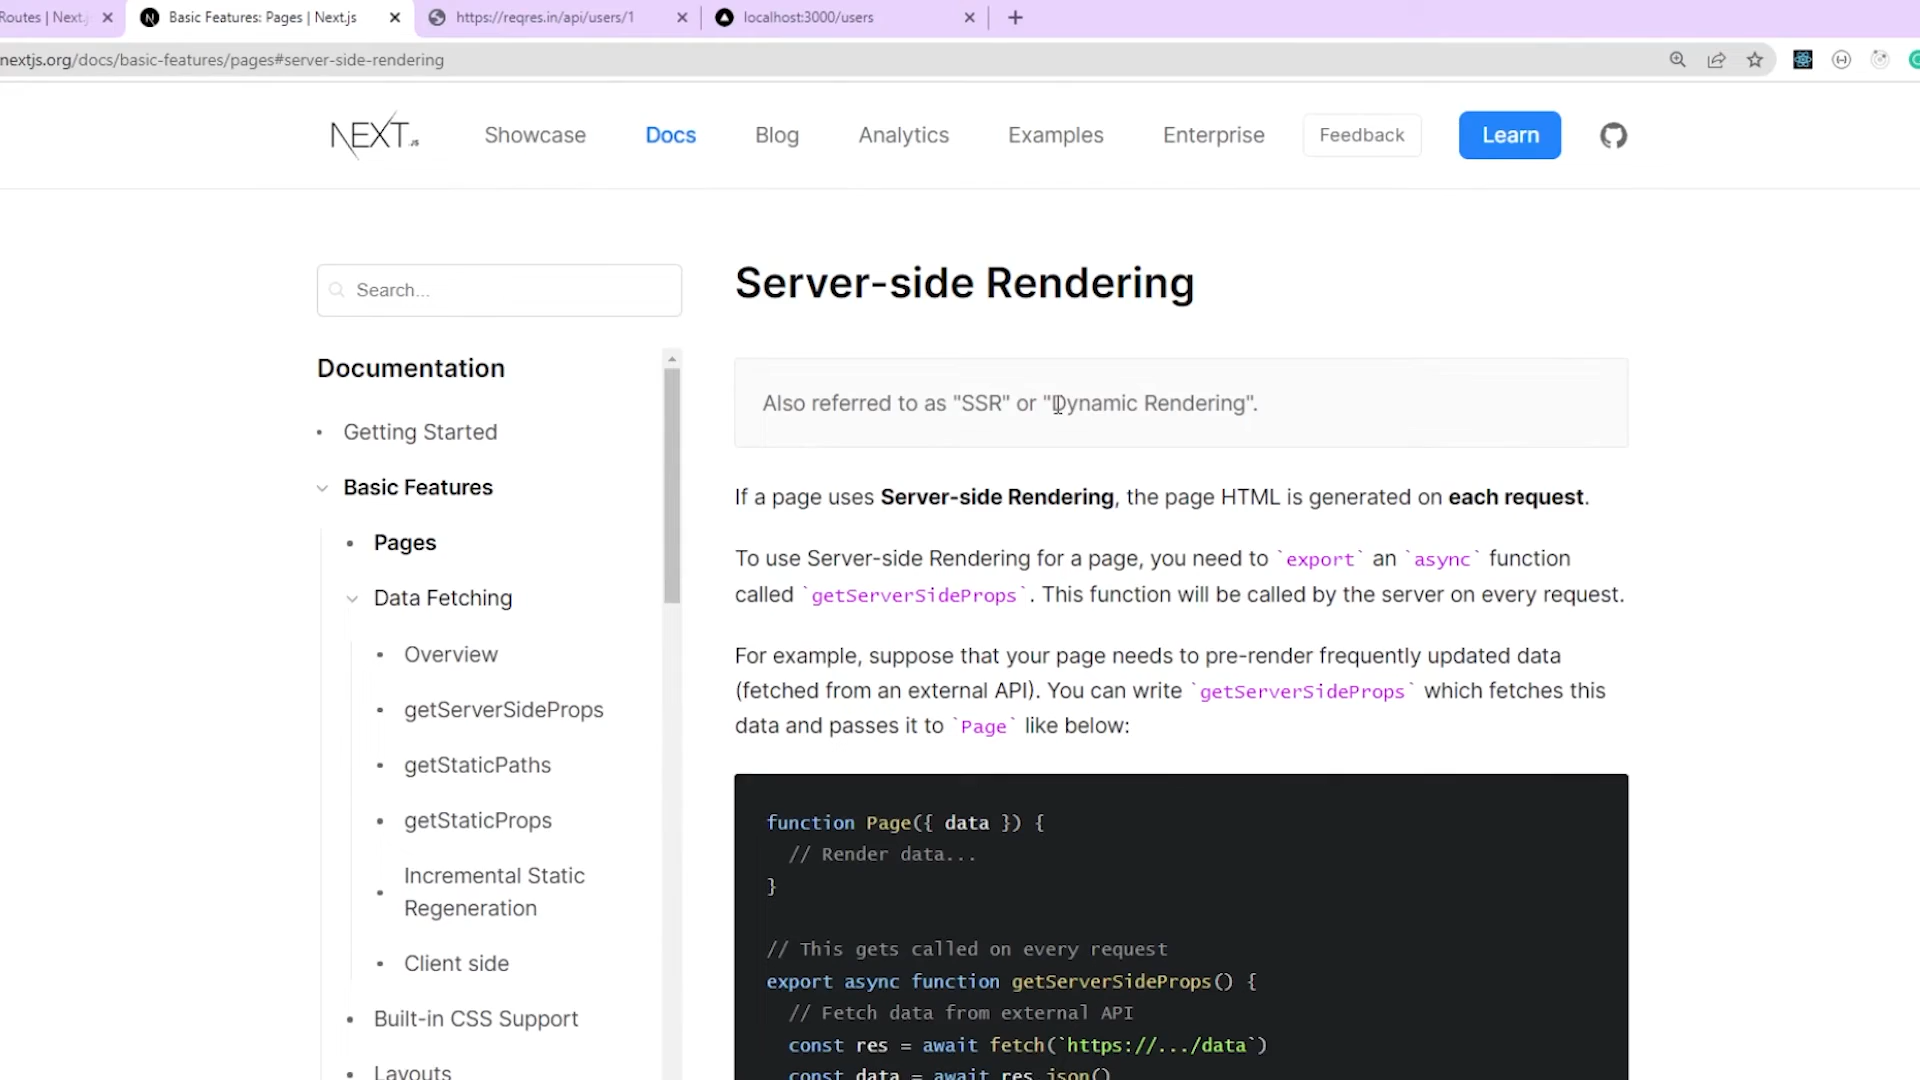 Routes | Next.j
Basic Features: Pages | Next.js
https://reqres.in/api/users/1
localhost:3000/users
nextjs.org/docs/basic-features/pages#server-side-rendering
NEXT.JS
Showcase
Docs
Blog
Analytics
Examples
Enterprise
Feedback
Learn
Search...
Documentation
Getting Started
Basic Features
Pages
Data Fetching
Overview
getServerSideProps
getStaticPaths
getStaticProps
Incremental Static
Regeneration
Client side
Built-in CSS Support
Layouts
Server-side Rendering
Also referred to as "SSR" or "Dynamic Rendering".
If a page uses Server-side Rendering, the page HTML is generated on each request.
To use Server-side Rendering for a page, you need to `export` an `async` function
called `getServerSideProps`. This function will be called by the server on every request.
For example, suppose that your page needs to pre-render frequently updated data
(fetched from an external API). You can write `getServerSideProps` which fetches this
data and passes it to `Page` like below:
function Page({ data }) {
// Render data...
}
// This gets called on every request
export async function getServerSideProps() {
// Fetch data from external API
const res = await fetch(`https://.../data`)
const data = await res.json()